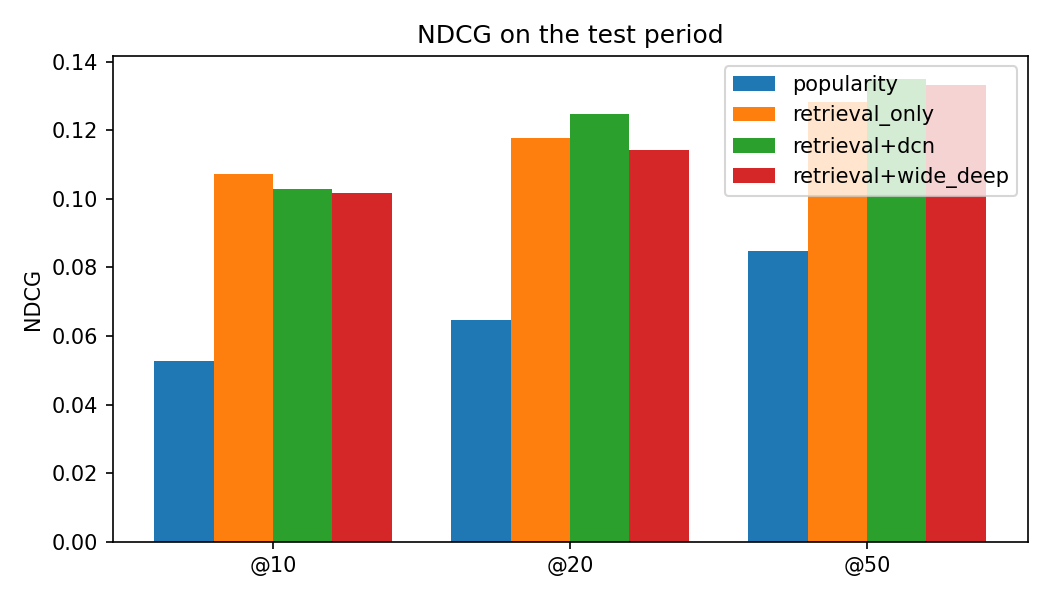 NDCG on the test period
NDCG
0.14
0.12
0.10
0.08
0.06
0.04
0.02
0.00
popularity
retrieval_only
retrieval+dcn
retrieval+wide_deep
@10
@20
@50